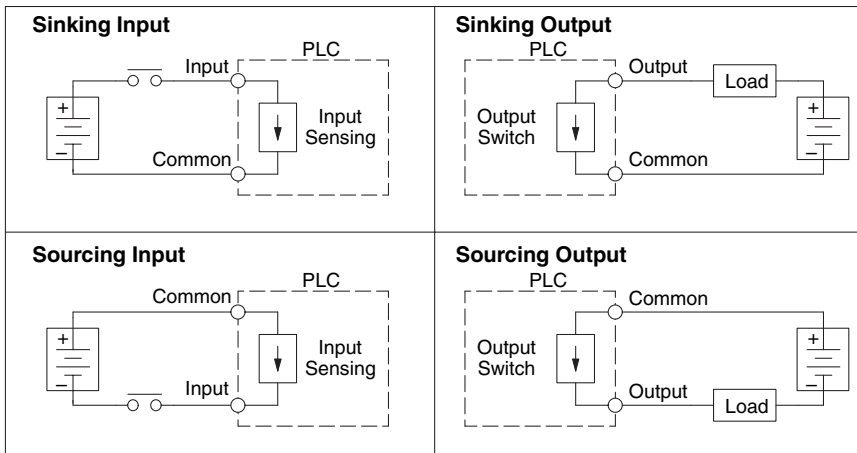 Sinking Input
PLC
Input
+
Input
Sensing
–
Common
Sinking Output
PLC
Output
Load
Output
Switch
+
–
Common
Sourcing Input
PLC
Common
+
Input
Sensing
–
Input
Sourcing Output
PLC
Common
Output
Switch
+
–
Output
Load